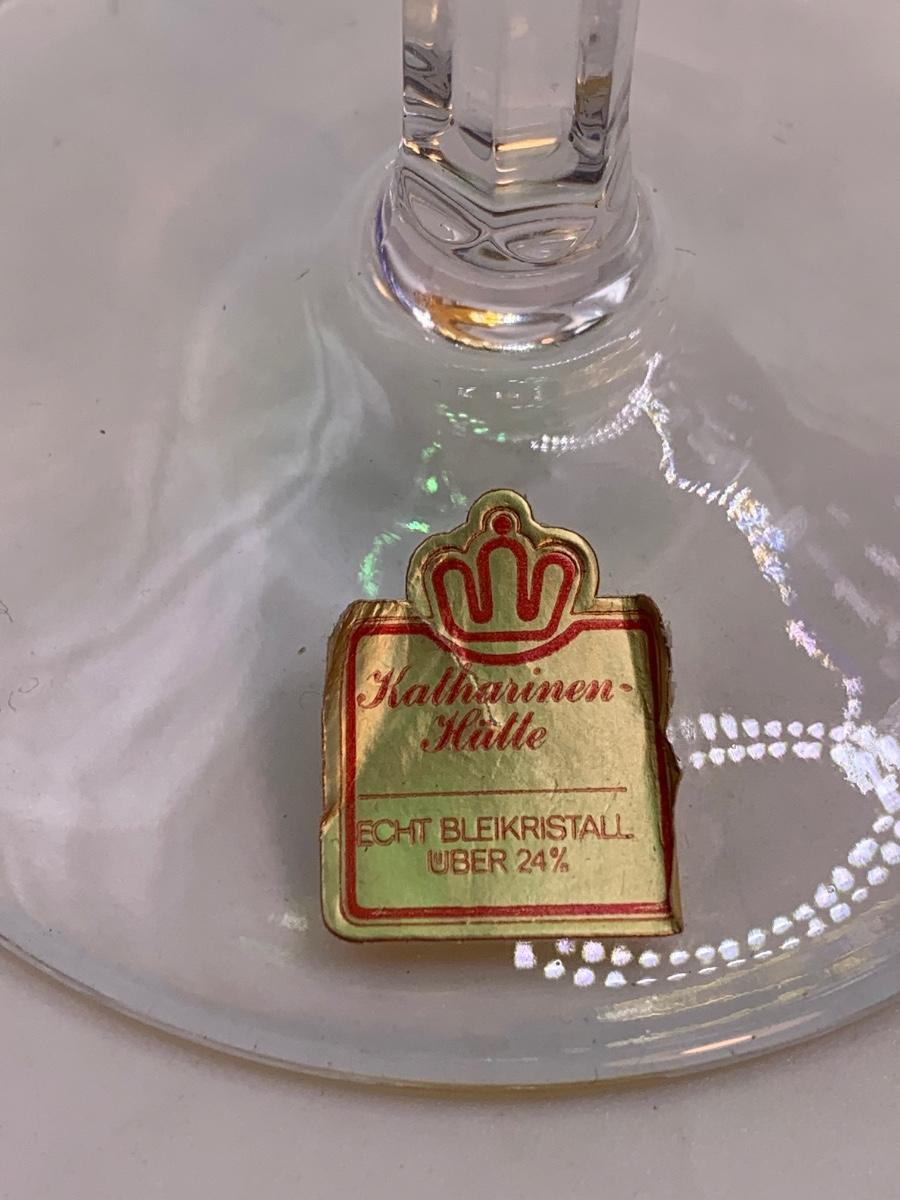 Katharinen-
Hütte
ECHT BLEIKRISTALL
ÜBER 24%